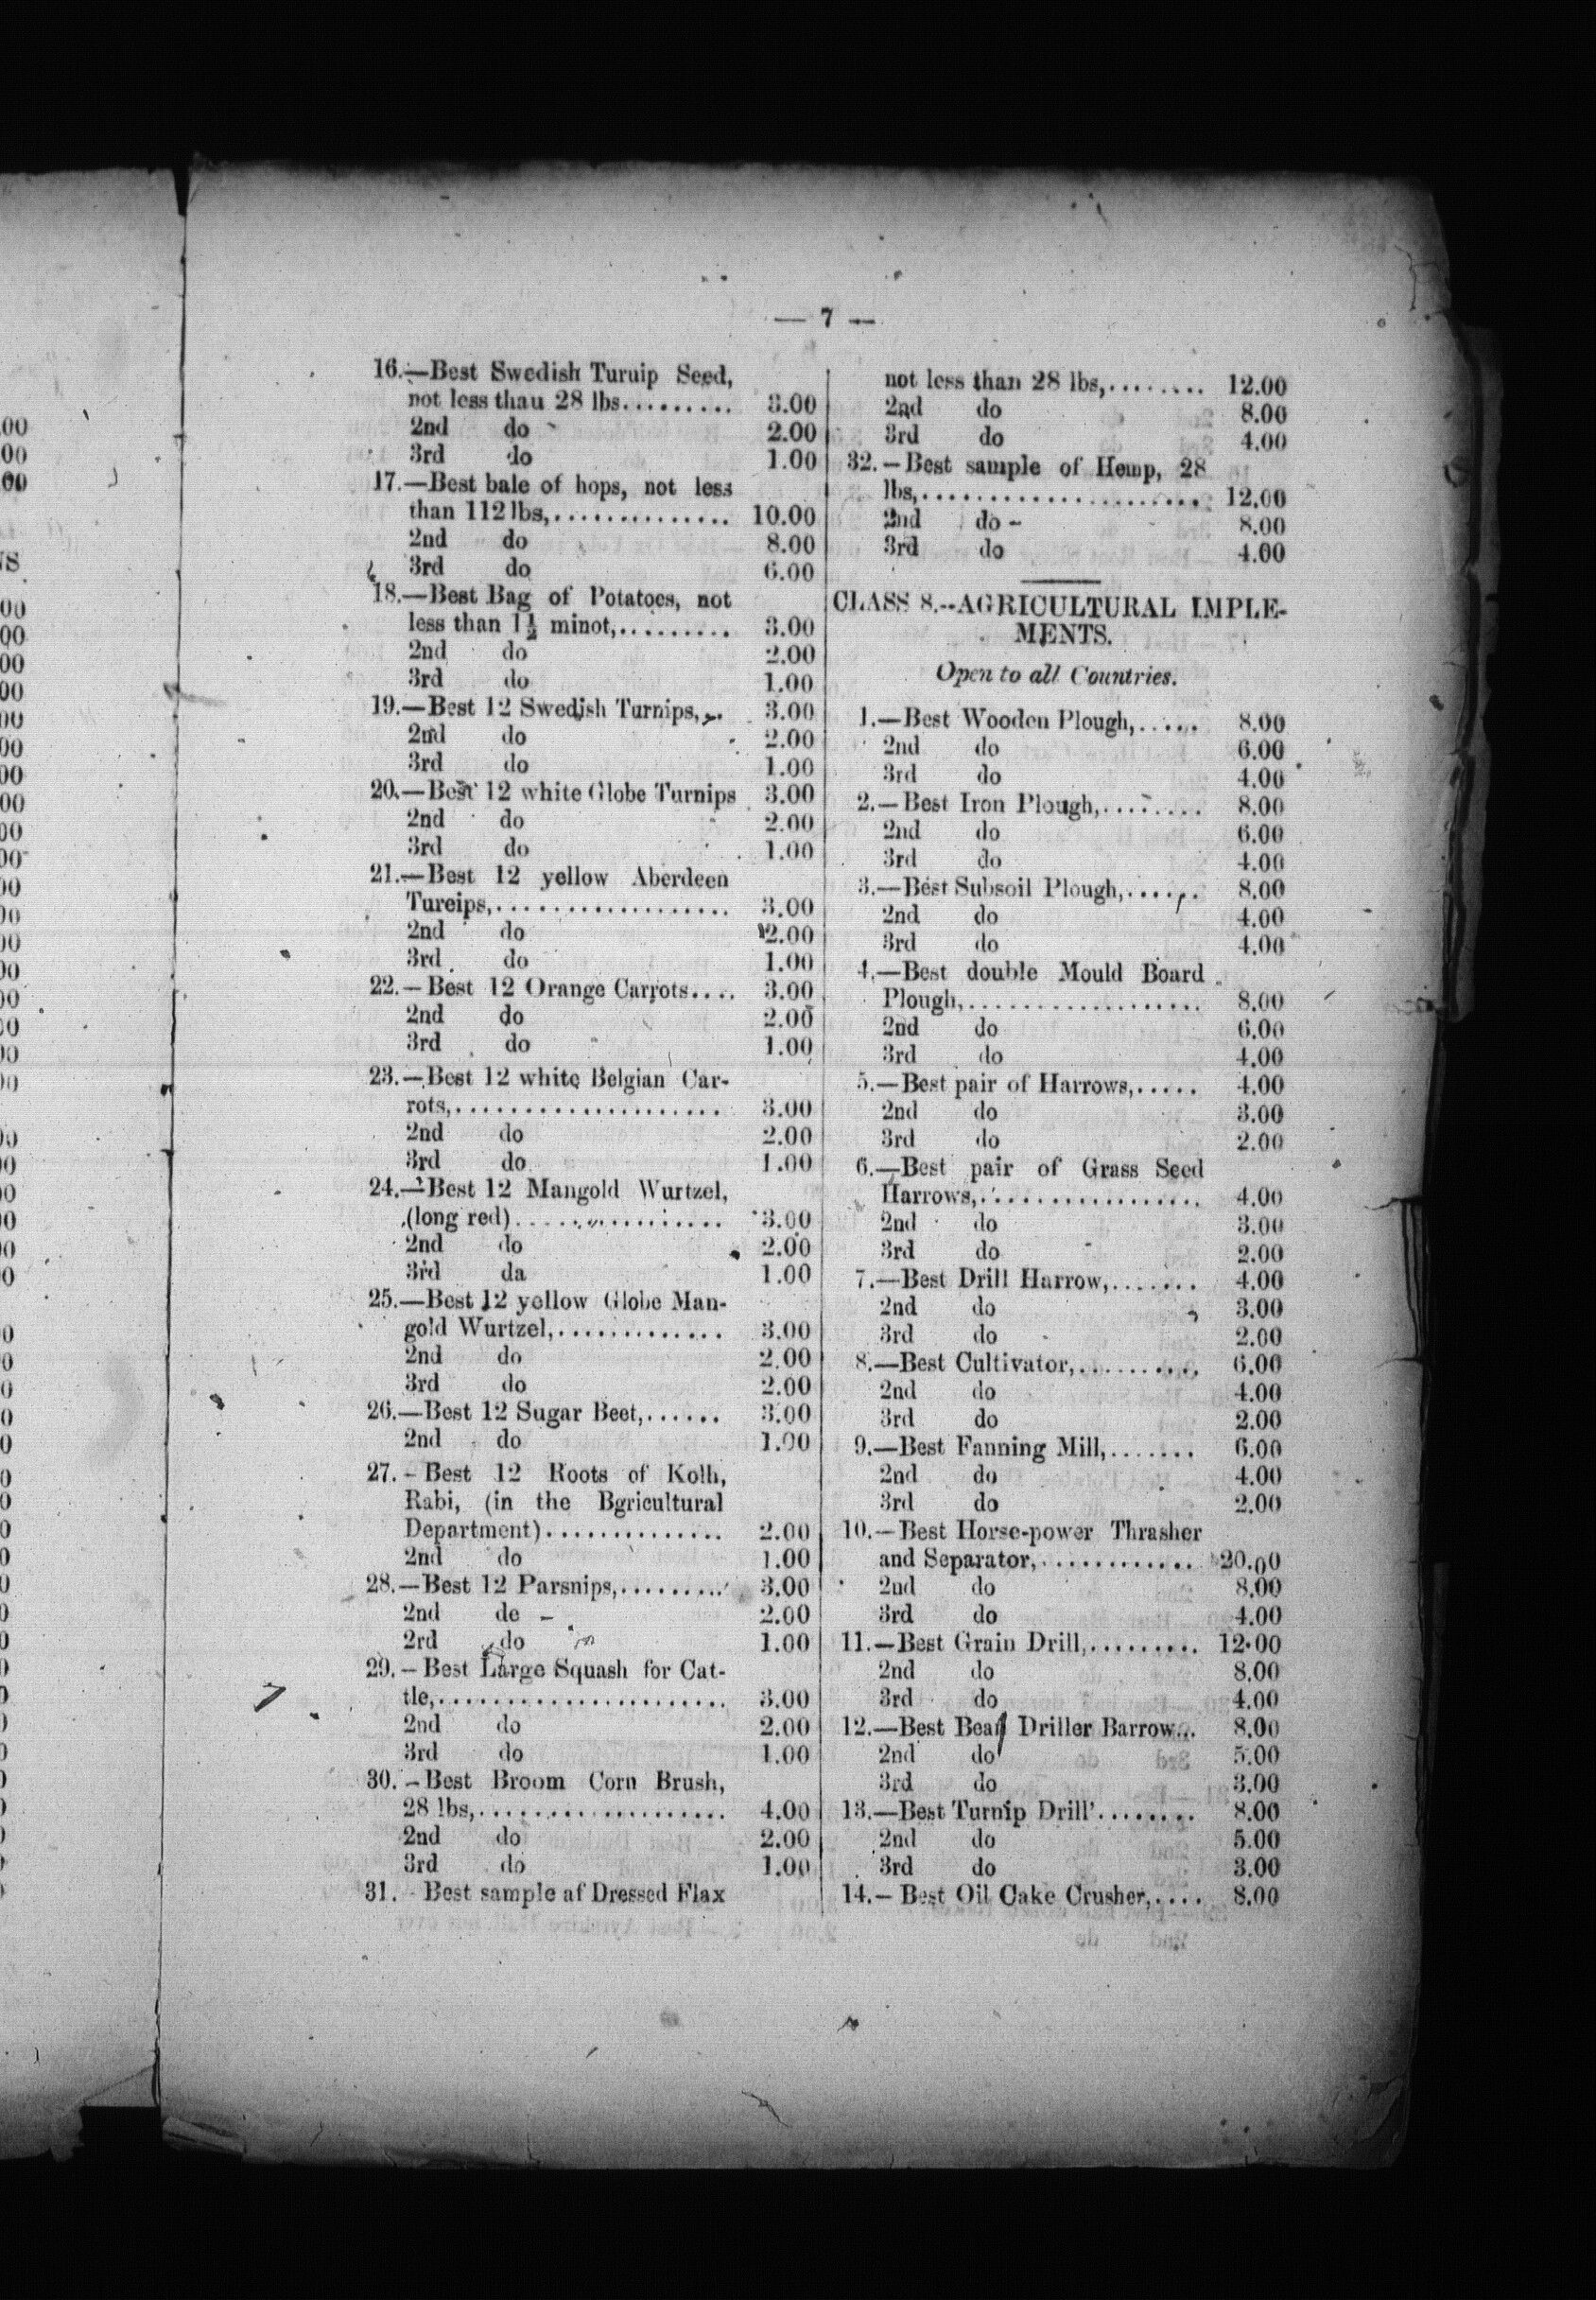 — 7 —
16.—Best Swedish Turuip Seed,
not less thau 28 lbs......... 3.00
2nd do 2.00
3rd do 1.00
17.—Best bale of hops, not less
than 112 lbs,.............. 10.00
2nd do 8.00
3rd do 6.00
18.—Best Bag of Potatoes, not
less than 1½ minot,......... 3.00
2nd do 2.00
3rd do 1.00
19.—Best 12 Swedish Turnips,.. 3.00
2nd do 2.00
3rd do 1.00
20.—Best 12 white Globe Turnips 3.00
2nd do 2.00
3rd do 1.00
21.—Best 12 yellow Aberdeen
Tureips,.................. 3.00
2nd do 2.00
3rd do 1.00
22.—Best 12 Orange Carrots.... 3.00
2nd do 2.00
3rd do 1.00
23.—Best 12 white Belgian Car-
rots,.................... 3.00
2nd do 2.00
3rd do 1.00
24.—Best 12 Mangold Wurtzel,
(long red)................ 3.00
2nd do 2.00
3rd da 1.00
25.—Best 12 yellow Globe Man-
gold Wurtzel,............. 3.00
2nd do 2.00
3rd do 2.00
26.—Best 12 Sugar Beet,...... 3.00
2nd do 1.00
27.-Best 12 Roots of Kolh,
Rabi, (in the Bgricultural
Department).............. 2.00
2nd do 1.00
28.—Best 12 Parsnips,......... 3.00
2nd de 2.00
2rd do 1.00
29.-Best Large Squash for Cat-
tle,...................... 3.00
2nd do 2.00
3rd do 1.00
30.-Best Broom Corn Brush,
28 lbs,................... 4.00
2nd do 2.00
3rd do 1.00
31. - Best sample af Dressed Flax
not less than 28 lbs,........ 12.00
2nd do 8.00
3rd do 4.00
32.-Best sample of Hemp, 28
lbs,..................... 12.00
2nd do - 8.00
3rd do 4.00
CLASS 8.--AGRICULTURAL IMPLE-
MENTS.
Open to all Countries.
1.—Best Wooden Plough,..... 8.00
2nd do 6.00
3rd do 4.00
2.—Best Iron Plough,........ 8.00
2nd do 6.00
3rd do 4.00
3.—Best Subsoil Plough,...... 8.00
2nd do 4.00
3rd do 4.00
4.—Best double Mould Board
Plough,.................. 8.00
2nd do 6.00
3rd do 4.00
5.—Best pair of Harrows,..... 4.00
2nd do 3.00
3rd do 2.00
6.—Best pair of Grass Seed
Harrows,................. 4.00
2nd do 3.00
3rd do 2.00
7.—Best Drill Harrow,....... 4.00
2nd do 3.00
3rd do 2.00
8.—Best Cultivator,.......... 6.00
2nd do 4.00
3rd do 2.00
9.—Best Fanning Mill,....... 6.00
2nd do 4.00
3rd do 2.00
10.—Best Horse-power Thrasher
and Separator,............ 20.00
2nd do 8.00
3rd do 4.00
11.—Best Grain Drill,......... 12.00
2nd do 8.00
3rd do 4.00
12.—Best Bean Driller Barrow... 8.00
2nd do 5.00
3rd do 3.00
13.—Best Turnip Drill........ 8.00
2nd do 5.00
3rd do 3.00
14.- Best Oil Cake Crusher,.... 8.00